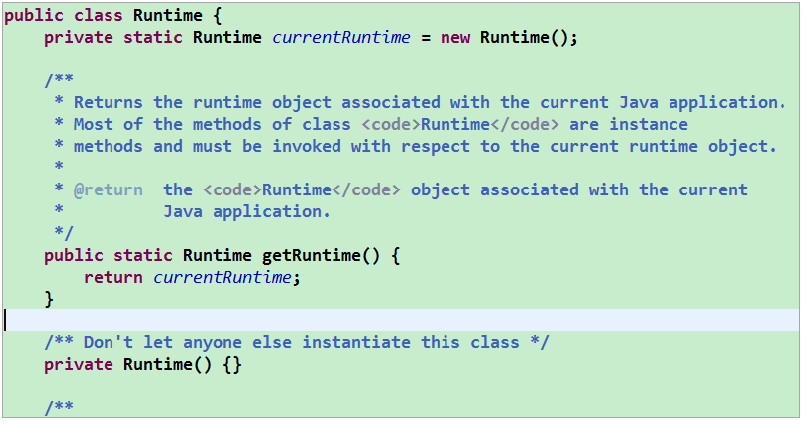 public class Runtime {
    private static Runtime currentRuntime = new Runtime();

    /**
     * Returns the runtime object associated with the current Java application.
     * Most of the methods of class <code>Runtime</code> are instance
     * methods and must be invoked with respect to the current runtime object.
     *
     * @return  the <code>Runtime</code> object associated with the current
     *          Java application.
     */
    public static Runtime getRuntime() {
        return currentRuntime;
    }

    /** Don't let anyone else instantiate this class */
    private Runtime() {}

    /**